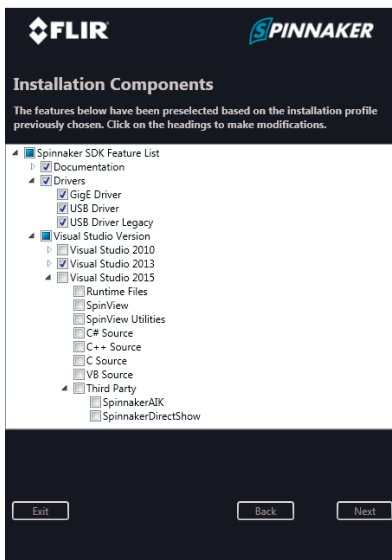 FLIR
SPINNAKER
Installation Components
The features below have been preselected based on the installation profile
previously chosen. Click on the headings to make modifications.
Spinnaker SDK Feature List
Documentation
Drivers
GigE Driver
USB Driver
USB Driver Legacy
Visual Studio Version
Visual Studio 2010
Visual Studio 2013
Visual Studio 2015
Runtime Files
SpinView
SpinView Utilities
C# Source
C++ Source
C Source
VB Source
Third Party
SpinnakerAIK
SpinnakerDirectShow
Exit
Back
Next